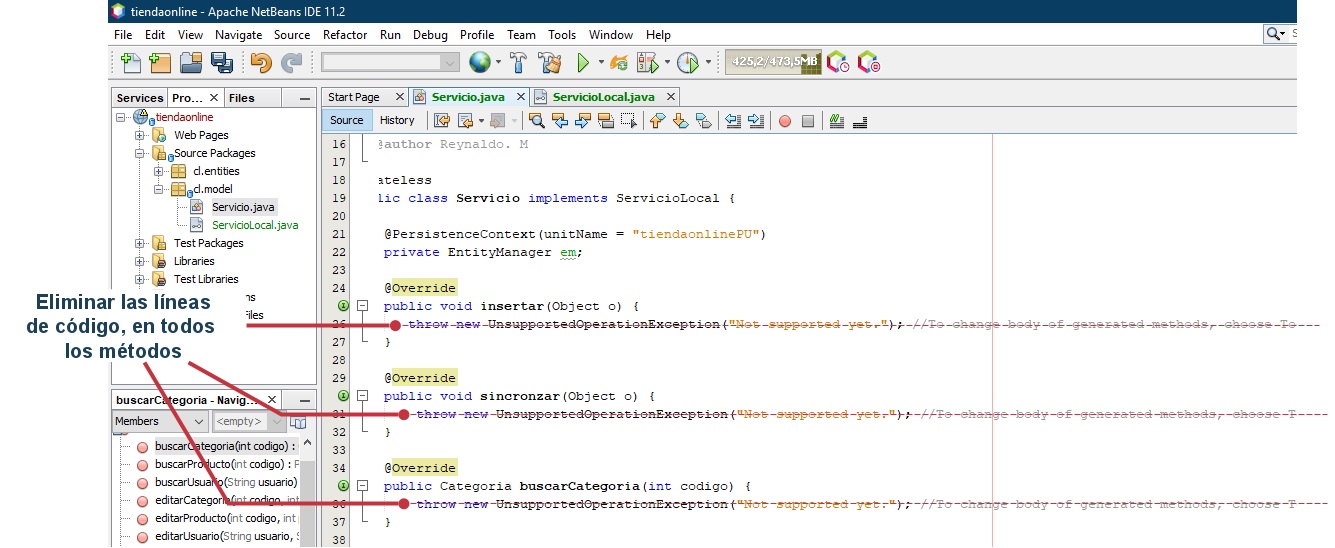 tiendaonline - Apache NetBeans IDE 11.2
File Edit View Navigate Source Refactor Run Debug Profile Team Tools Window Help
425,2/473,5MB
Services Pro... Files
Start Page Servicio.java ServicioLocal.java
Source History
tiendaonline
Web Pages
Source Packages
cl.entities
cl.model
Servicio.java
ServicioLocal.java
Test Packages
Libraries
Test Libraries
ns
files
Eliminar las líneas
de código, en todos
los métodos
buscarCategoria - Navig...
Members <empty>
buscarCategoria(int codigo) :
buscarProducto(int codigo) : P
buscarUsuario(String usuario)
editarCategoria(int codigo, int
editarProducto(int codigo, int p
editarUsuario(String usuario, S
16 @author Reynaldo. M
17
18 ateless
19 lic class Servicio implements ServicioLocal {
20
21 @PersistenceContext(unitName = "tiendaonlinePU")
22 private EntityManager em;
23
24 @Override
public void insertar(Object o) {
26 throw new UnsupportedOperationException("Not supported yet."); //To change body of generated methods, choose To
27 }
28
29 @Override
public void sincronzar(Object o) {
31 throw new UnsupportedOperationException("Not supported yet."); //To change body of generated methods, choose T
32 }
33
34 @Override
public Categoria buscarCategoria(int codigo) {
36 throw new UnsupportedOperationException("Not supported yet."); //To change body of generated methods, choose T
37 }
38